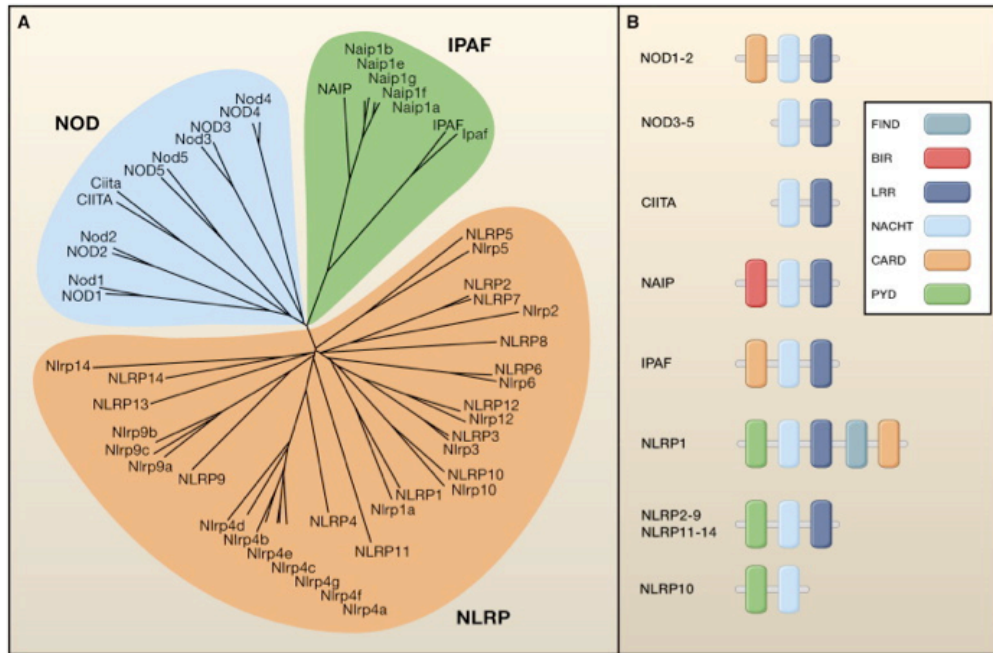 A
NOD
IPAF
NLRP
Naip1b
Naip1e
Naip1g
Naip1f
Naip1a
NAIP
IPAF
Ipaf
Nod4
NOD4
NOD3
Nod3
Nod5
NOD5
Ciita
CIITA
Nod2
NOD2
Nod1
NOD1
NLRP5
Nlrp5
NLRP2
NLRP7
Nlrp2
NLRP8
NLRP6
Nlrp6
NLRP12
Nlrp12
NLRP3
Nlrp3
NLRP10
Nlrp10
NLRP1
Nlrp1a
NLRP11
NLRP4
Nlrp4d
Nlrp4b
Nlrp4e
Nlrp4c
Nlrp4g
Nlrp4f
Nlrp4a
NLRP9
Nlrp9a
Nlrp9c
Nlrp9b
NLRP13
NLRP14
Nlrp14
B
NOD1-2
NOD3-5
CIITA
NAIP
IPAF
NLRP1
NLRP2-9
NLRP11-14
NLRP10
FIND
BIR
LRR
NACHT
CARD
PYD